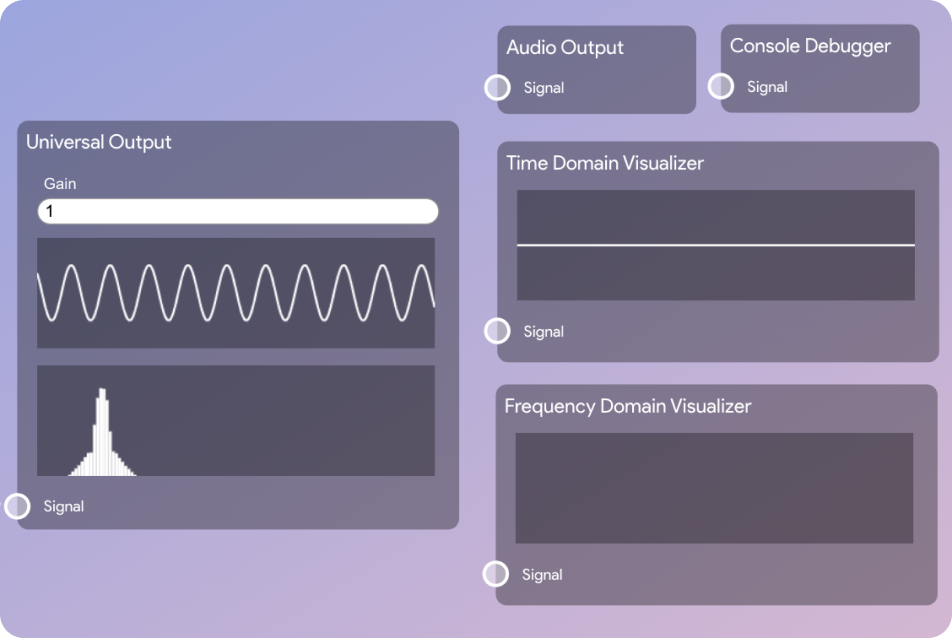 Universal Output
Gain
1
Signal
Audio Output
Signal
Console Debugger
Signal
Time Domain Visualizer
Signal
Frequency Domain Visualizer
Signal